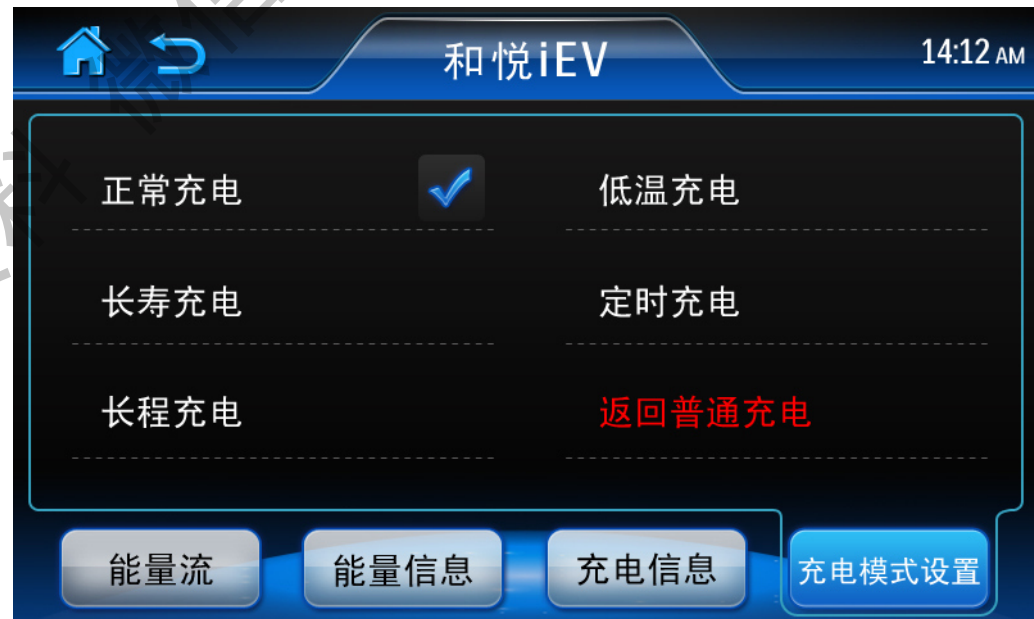 和悦iEV
14:12 AM
正常充电
低温充电
长寿充电
定时充电
长程充电
返回普通充电
能量流
能量信息
充电信息
充电模式设置